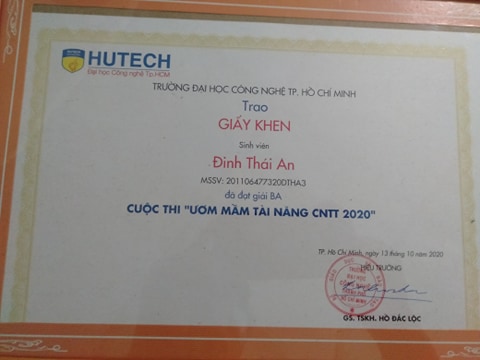 HUTECH
Đại học Công nghệ Tp.HCM
TRƯỜNG ĐẠI HỌC CÔNG NGHỆ TP. HỒ CHÍ MINH
Trao
GIẤY KHEN
Sinh viên
Đinh Thái An
MSSV: 201106477320DTHA3
đã đạt giải BA
CUỘC THI "ƯƠM MẦM TÀI NĂNG CNTT 2020"
TP. Hồ Chí Minh, ngày 13 tháng 10 năm 2020
HIỆU TRƯỞNG
GS. TSKH. HỒ ĐẮC LỘC